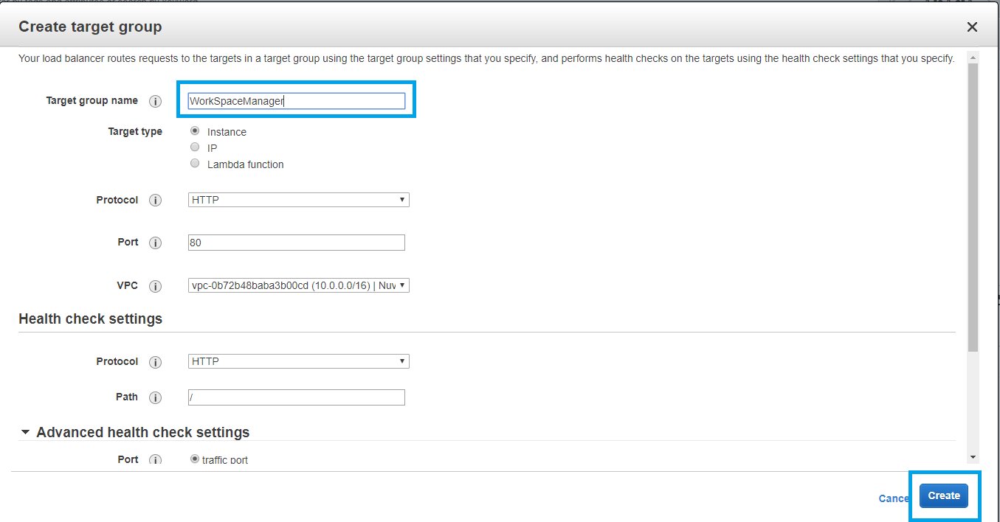 Create target group
Your load balancer routes requests to the targets in a target group using the target group settings that you specify, and performs health checks on the targets using the health check settings that you specify.
Target group name i WorkSpaceManager
Target type Instance
IP
Lambda function
Protocol i HTTP
Port i 80
VPC i vpc-0b72b48baba3b00cd (10.0.0.0/16) | Nuv
Health check settings
Protocol i HTTP
Path i /
Advanced health check settings
Port i traffic port
Cance Create